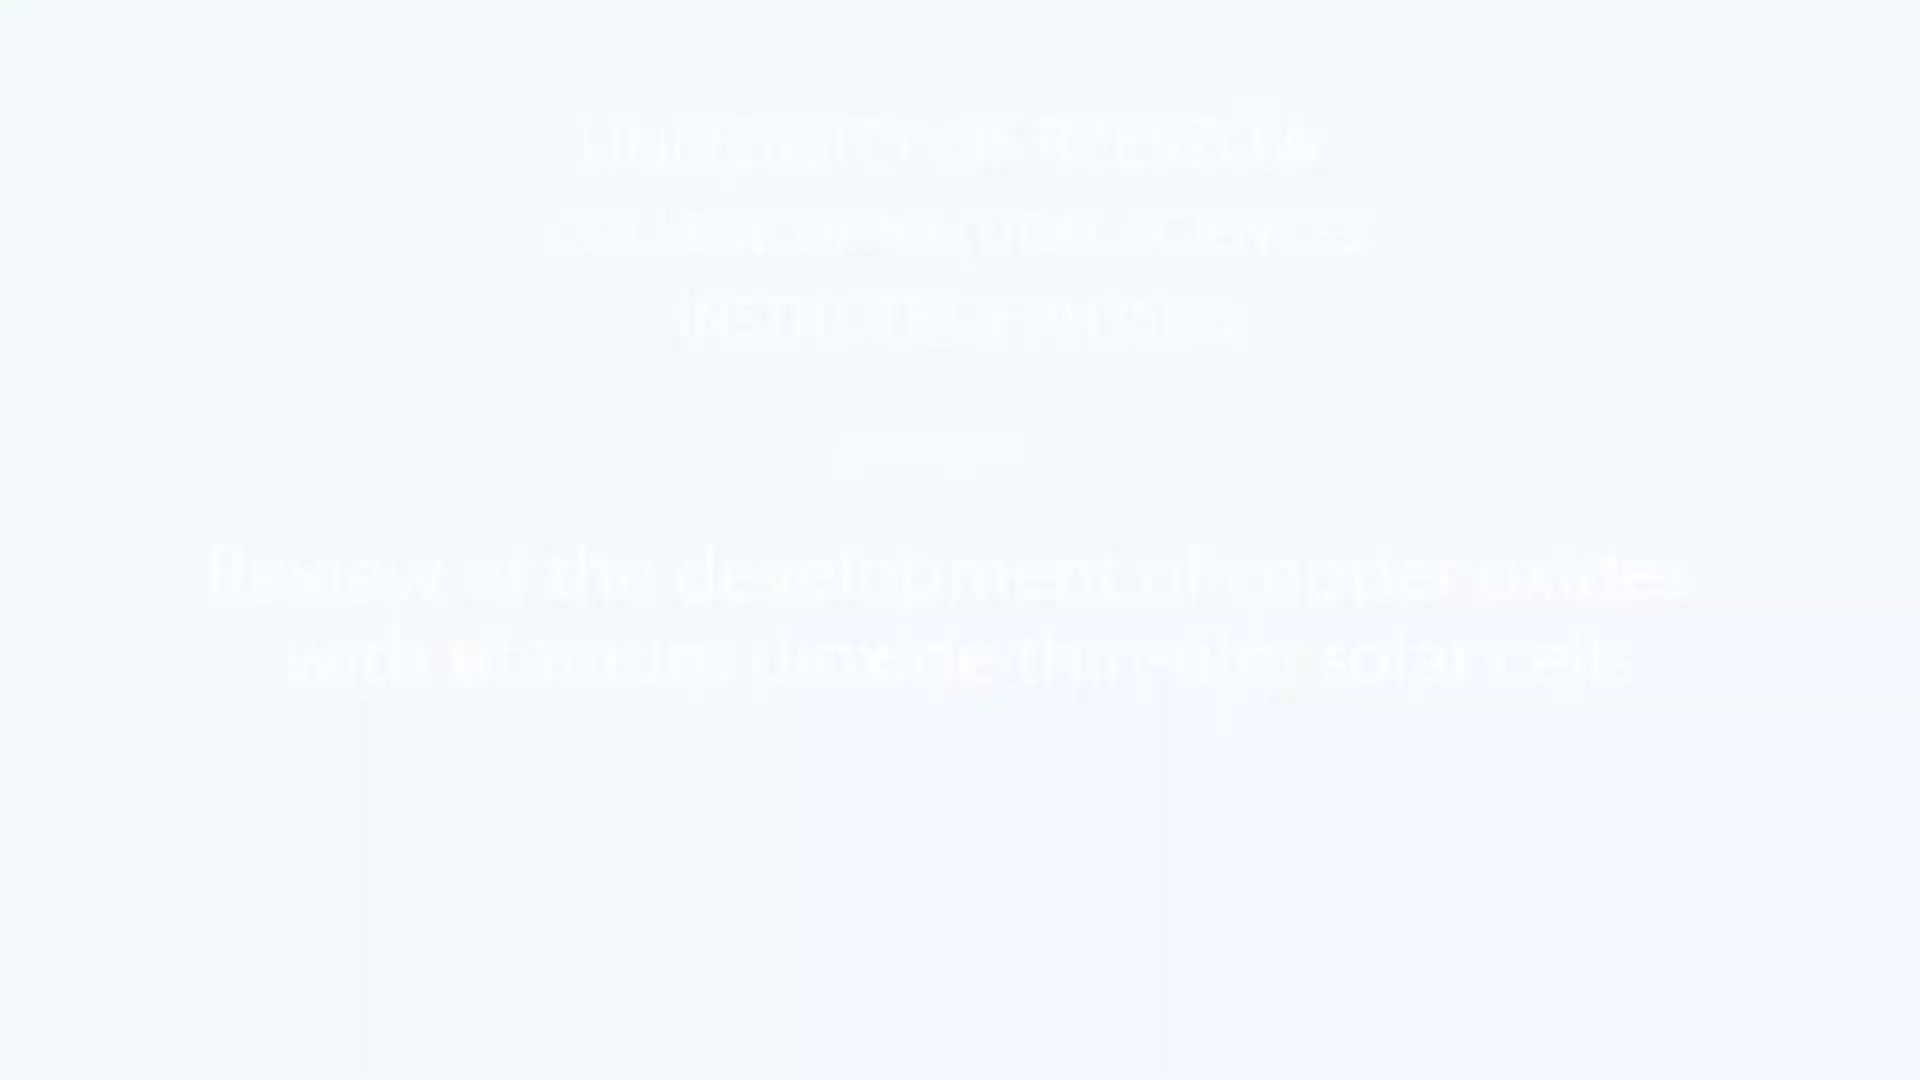 UNIVERSITY OF RZESZOW
COLLEGE OF NATURAL SCIENCES
INSTITUTE OF PHYSICS
Review of the development of copper oxides
with titanium dioxide thin-film solar cells